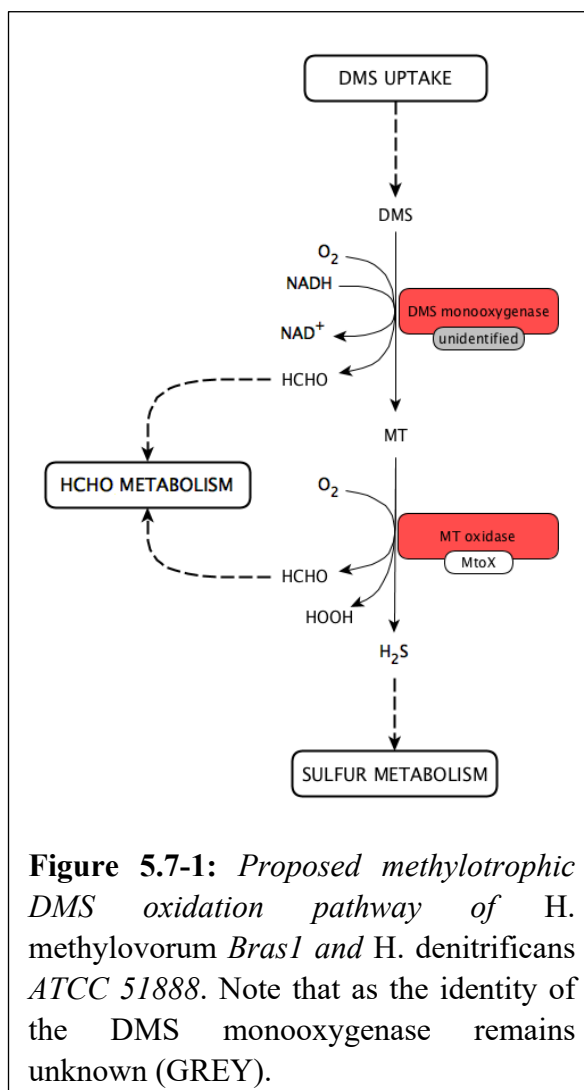 DMS UPTAKE
DMS
O2
NADH
DMS monooxygenase
unidentified
NAD+
HCHO
MT
HCHO METABOLISM
O2
MT oxidase
MtoX
HCHO
HOOH
H2S
SULFUR METABOLISM
Figure 5.7-1: Proposed methylotrophic
DMS oxidation pathway of H.
methylovorum Bras1 and H. denitrificans
ATCC 51888. Note that as the identity of
the DMS monooxygenase remains
unknown (GREY).